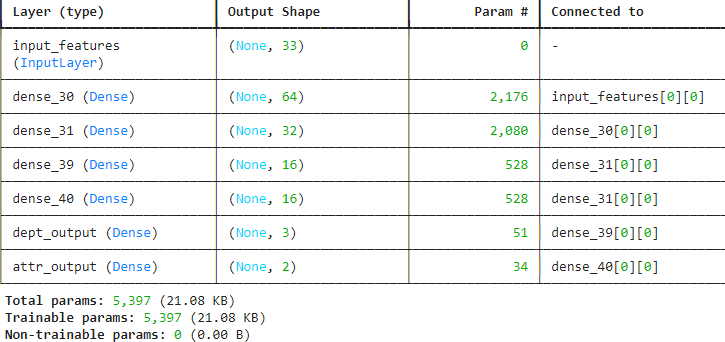 Layer (type) Output Shape Param # Connected to
input_features (None, 33) 0 -
(InputLayer)
dense_30 (Dense) (None, 64) 2,176 input_features[0][0]
dense_31 (Dense) (None, 32) 2,080 dense_30[0][0]
dense_39 (Dense) (None, 16) 528 dense_31[0][0]
dense_40 (Dense) (None, 16) 528 dense_31[0][0]
dept_output (Dense) (None, 3) 51 dense_39[0][0]
attr_output (Dense) (None, 2) 34 dense_40[0][0]
Total params: 5,397 (21.08 KB)
Trainable params: 5,397 (21.08 KB)
Non-trainable params: 0 (0.00 B)